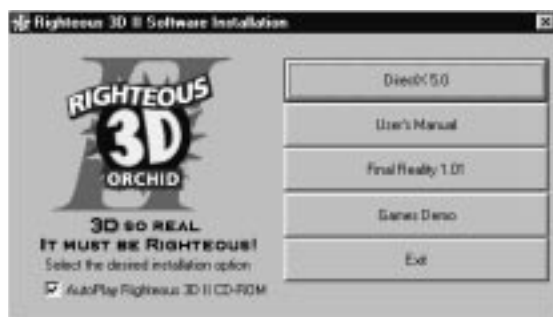 Righteous 3D II Software Installation
RIGHTEOUS
3D
ORCHID
3D SO REAL
IT MUST BE RIGHTEOUS!
Select the desired installation option
AutoPlay Righteous 3D II CD-ROM
DirectX 5.0
User's Manual
Final Reality 1.01
Games Demo
Exit